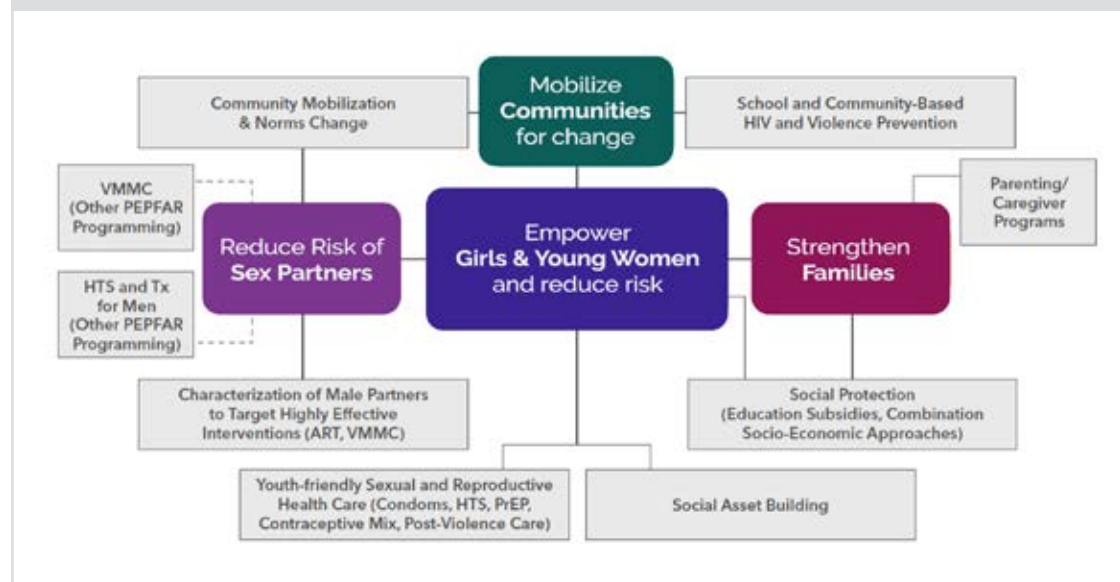 Mobilize
Communities
for change
Community Mobilization
& Norms Change
School and Community-Based
HIV and Violence Prevention
VMMC
(Other PEPFAR
Programming)
Parenting/
Caregiver
Programs
Reduce Risk of
Sex Partners
Empower
Girls & Young Women
and reduce risk
Strengthen
Families
HTS and Tx
for Men
(Other PEPFAR
Programming)
Characterization of Male Partners
to Target Highly Effective
Interventions (ART, VMMC)
Social Protection
(Education Subsidies, Combination
Socio-Economic Approaches)
Youth-friendly Sexual and Reproductive
Health Care (Condoms, HTS, PrEP,
Contraceptive Mix, Post-Violence Care)
Social Asset Building